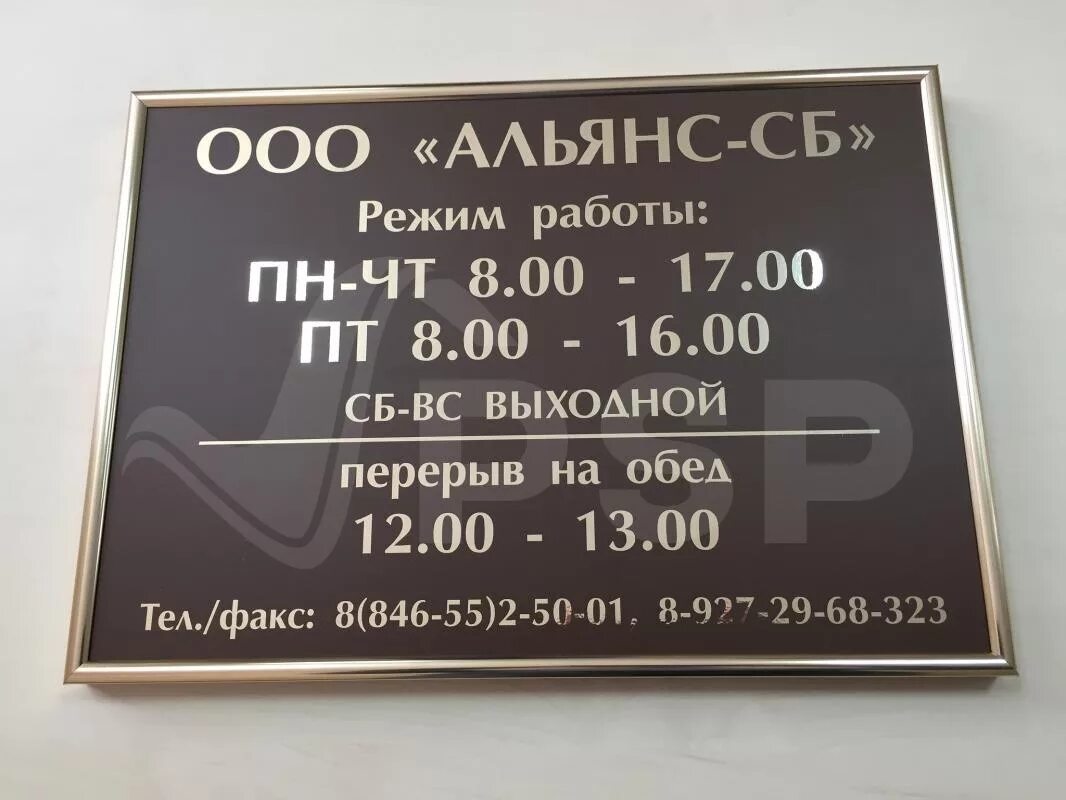 ООО «АЛЬЯНС-СБ»
Режим работы:
ПН-ЧТ 8.00 - 17.00
ПТ 8.00 - 16.00
СБ-ВС ВЫХОДНОЙ
перерыв на обед
12.00 - 13.00
Тел./факс: 8(846-55)2-50-01, 8-927-29-68-323
PSP